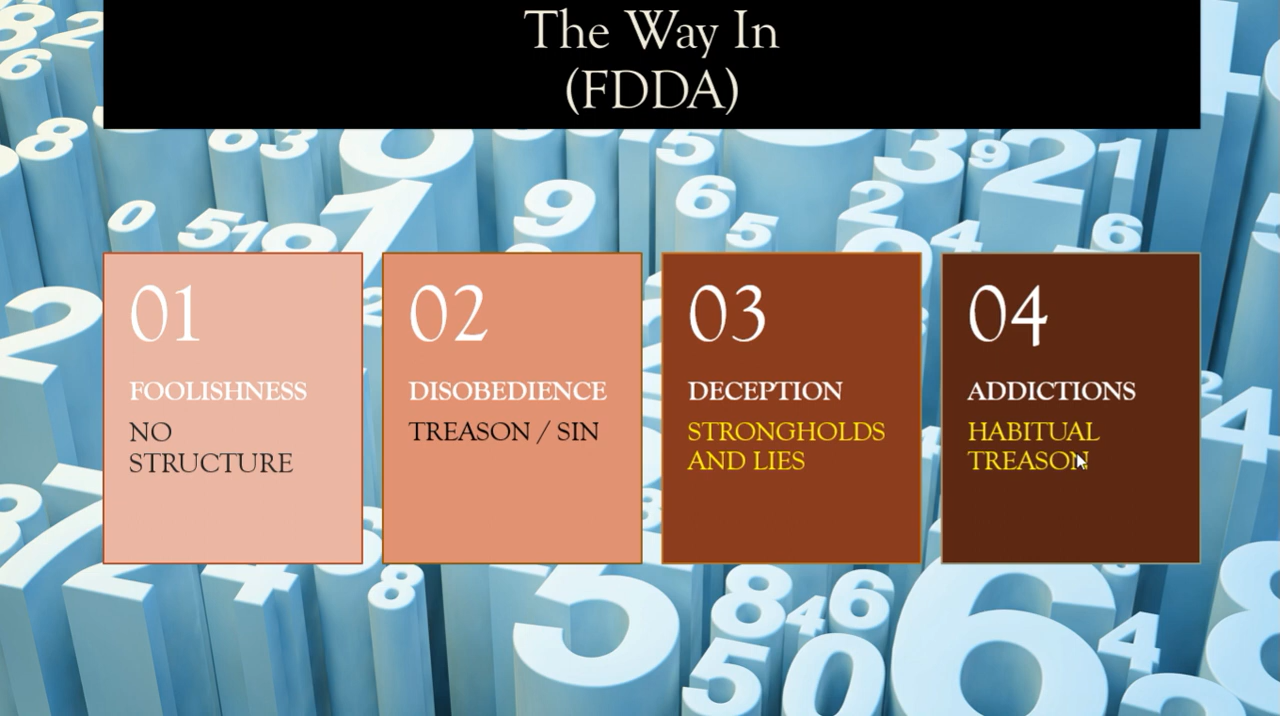 The Way In
(FDDA)
01
FOOLISHNESS
NO
STRUCTURE
02
DISOBEDIENCE
TREASON / SIN
03
DECEPTION
STRONGHOLDS
AND LIES
04
ADDICTIONS
HABITUAL
TREASON